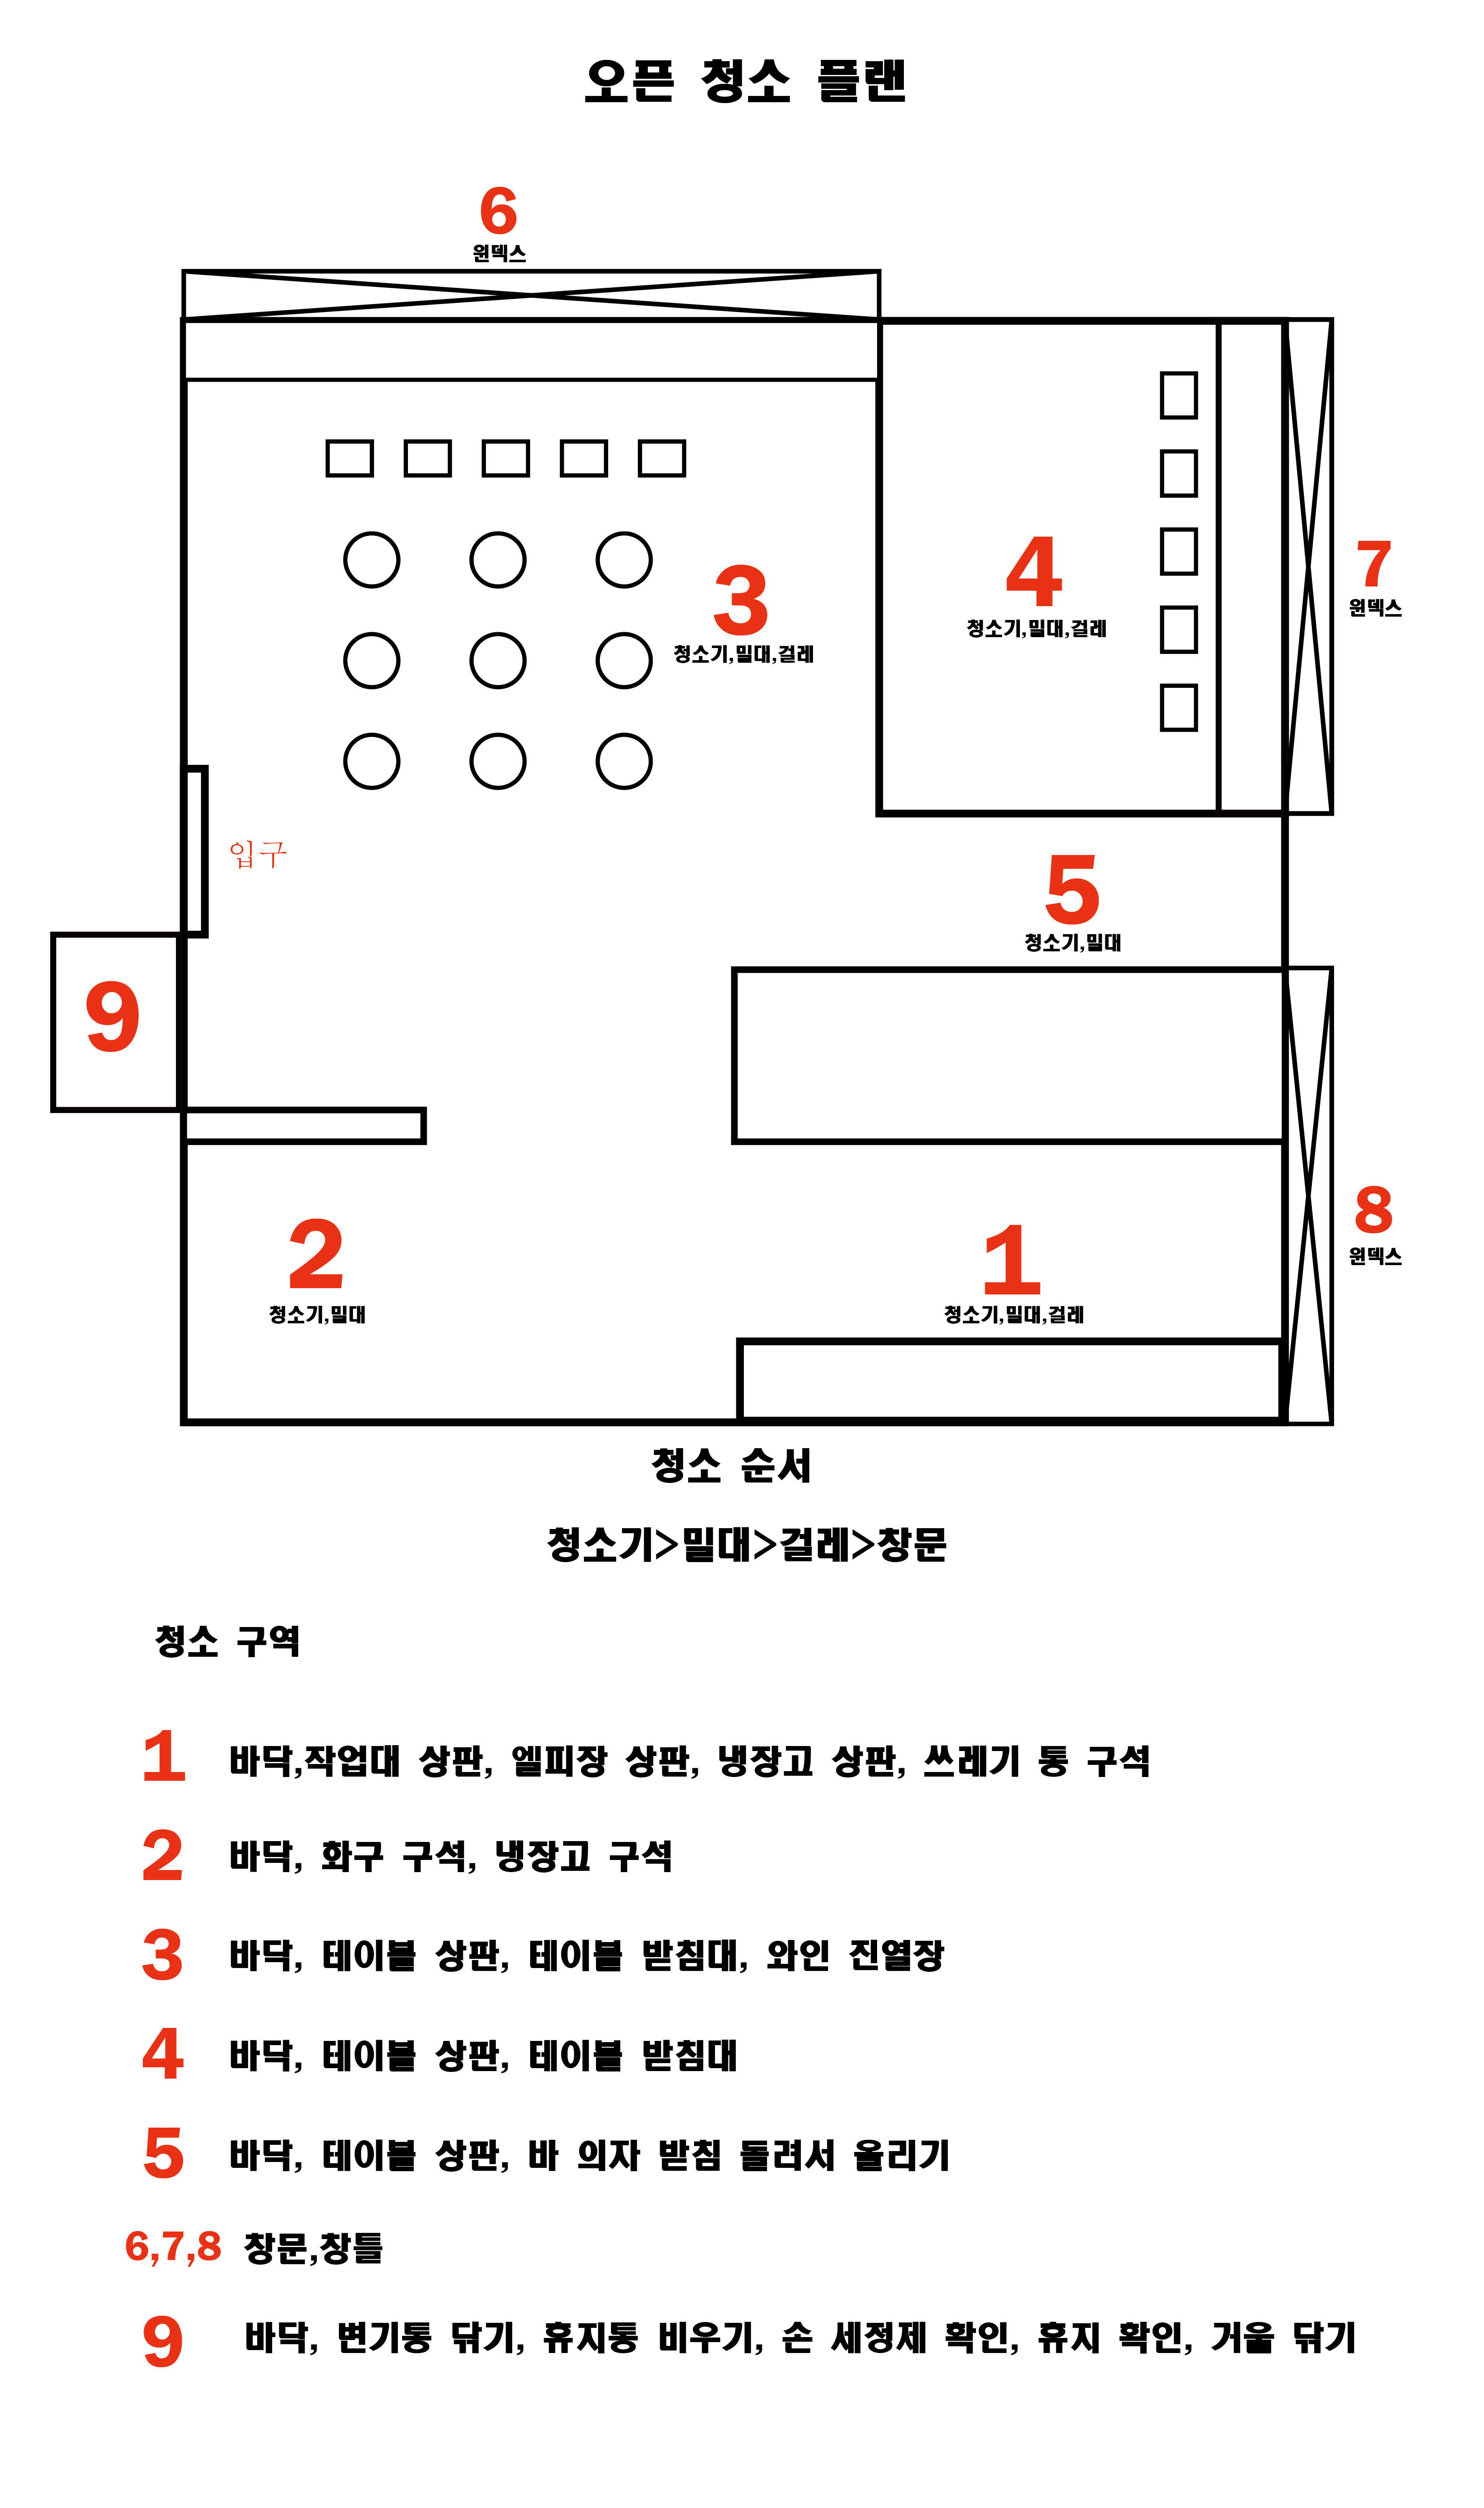 오픈 청소 플랜
6
윈덱스
7
윈덱스
3
청소기,밀대,걸레
4
청소기,밀대,걸레
입구
5
청소기,밀대
9
2
청소기,밀대
1
청소기,밀대,걸레
8
윈덱스
청소 순서
청소기>밀대>걸레>창문
청소 구역
1 바닥,작업대 상판, 엘피장 상판, 냉장고 상판, 쓰레기 통 구석
2 바닥, 화구 구석, 냉장고 구석
3 바닥, 테이블 상판, 테이블 받침대, 와인 진열장
4 바닥, 테이블 상판, 테이블 받침대
5 바닥, 테이블 상판, 바 의자 받침 돌려서 올리기
6,7,8 창문,창틀
9 바닥, 변기통 닦기, 휴지통 비우기, 손 세정제 확인, 휴지 확인, 거울 닦기